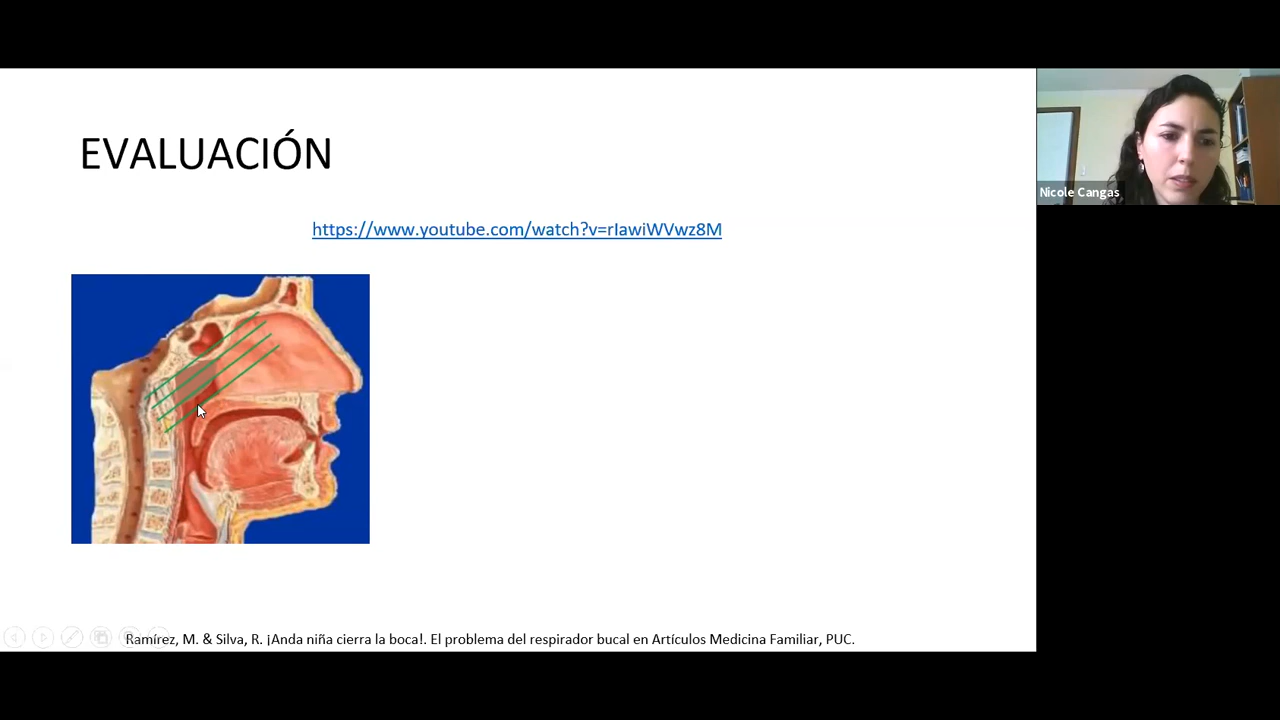 EVALUACIÓN
https://www.youtube.com/watch?v=rIawiWVwz8M
Nicole Cangas
Ramírez, M. & Silva, R. ¡Anda niña cierra la boca!. El problema del respirador bucal en Artículos Medicina Familiar, PUC.